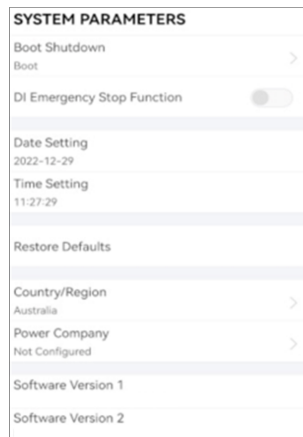 SYSTEM PARAMETERS
Boot Shutdown
Boot
DI Emergency Stop Function
Date Setting
2022-12-29
Time Setting
11:27:29
Restore Defaults
Country/Region
Australia
Power Company
Not Configured
Software Version 1
Software Version 2